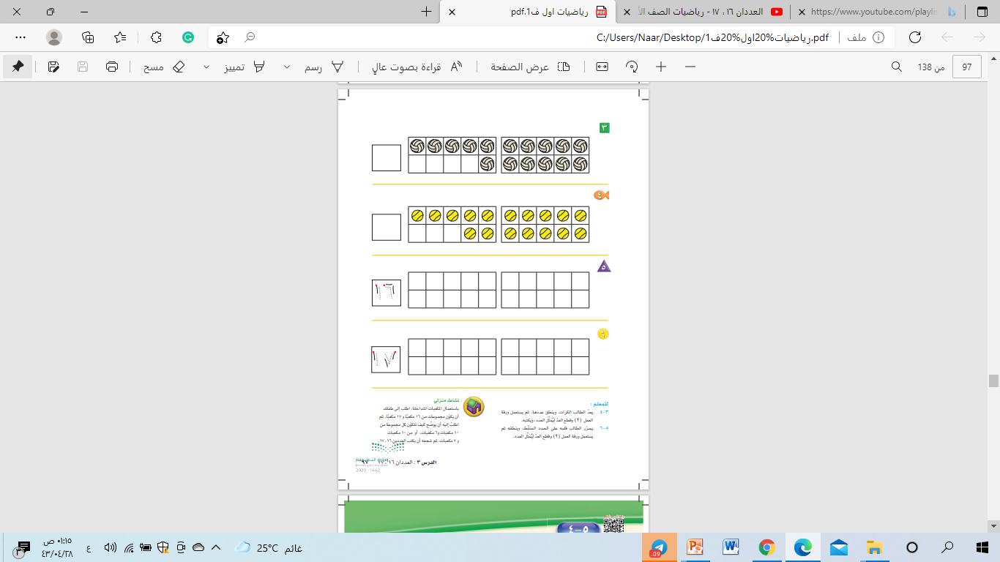 العددان ١٦ ، ١٧ - رياضيات الصف الأ
رياضيات اول ف1.pdf
https://www.youtube.com/playlis
ملف
C:/Users/Naar/Desktop/رياضيات%20اول%20ف1.pdf
97
من 138
عرض الصفحة
قراءة بصوت عالٍ
رسم
تمييز
مسح
٣
٤
٥
١٦
٦
١٧
للمعلم :
٣-٤ يعدّ الطالب الكرات، وينطق عددها، ثم يستعمل ورقة
العمل (٢) وقطع العدّ ليُمثّل العدد، ويكتبه.
٥-٦ يمرّر الطالب قلمه على العدد المنقّط، وينطقه ثم
يستعمل ورقة العمل (٢) وقطع العدّ ليُمثّل العدد.
نشاط منزلي
باستعمال المكعبات المتداخلة، اطلب إلى طفلك
أن يكوّن مجموعات من ١٦ مكعبًا و ١٧ مكعبًا، ثم
اطلب إليه أن يوضّح كيف تتكوّن كل مجموعة من
١٠ مكعبات و٦ مكعبات، أو من ١٠ مكعبات
و ٧ مكعبات، ثم شجعه أن يكتب العددين ١٦، ١٧.
الدرس ٣ : العددان ١٦ ، ١٧ ٩٧
2020 - 1442
٥-٤
٠١:١٥ ص
٤٣/٠٤/٢٨
٣
ع
25°C غائم
..09